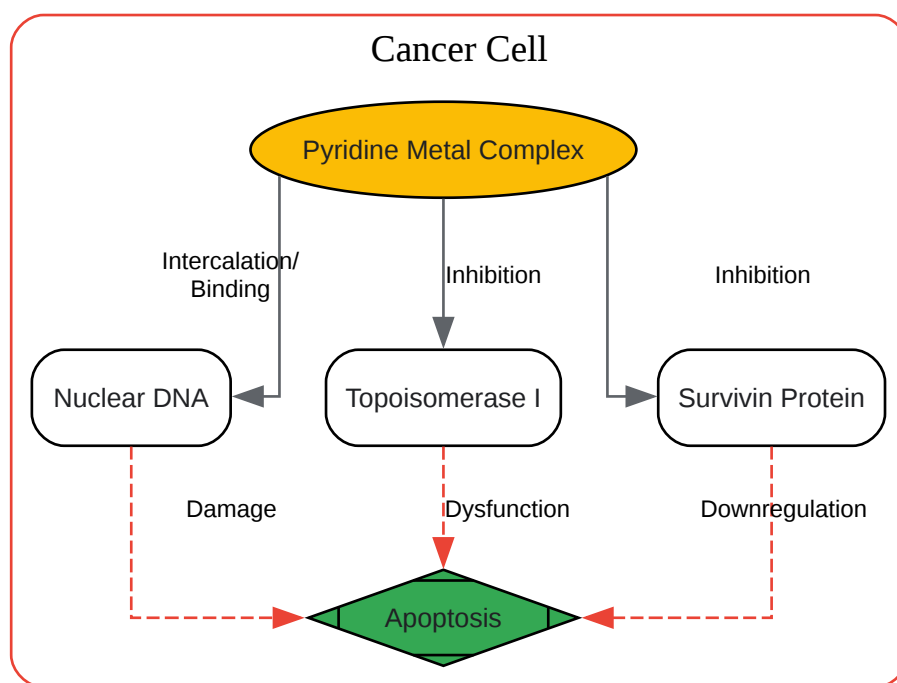 Cancer Cell
Pyridine Metal Complex
Intercalation/
Binding
Inhibition
Inhibition
Nuclear DNA
Topoisomerase I
Survivin Protein
Damage
Dysfunction
Downregulation
Apoptosis